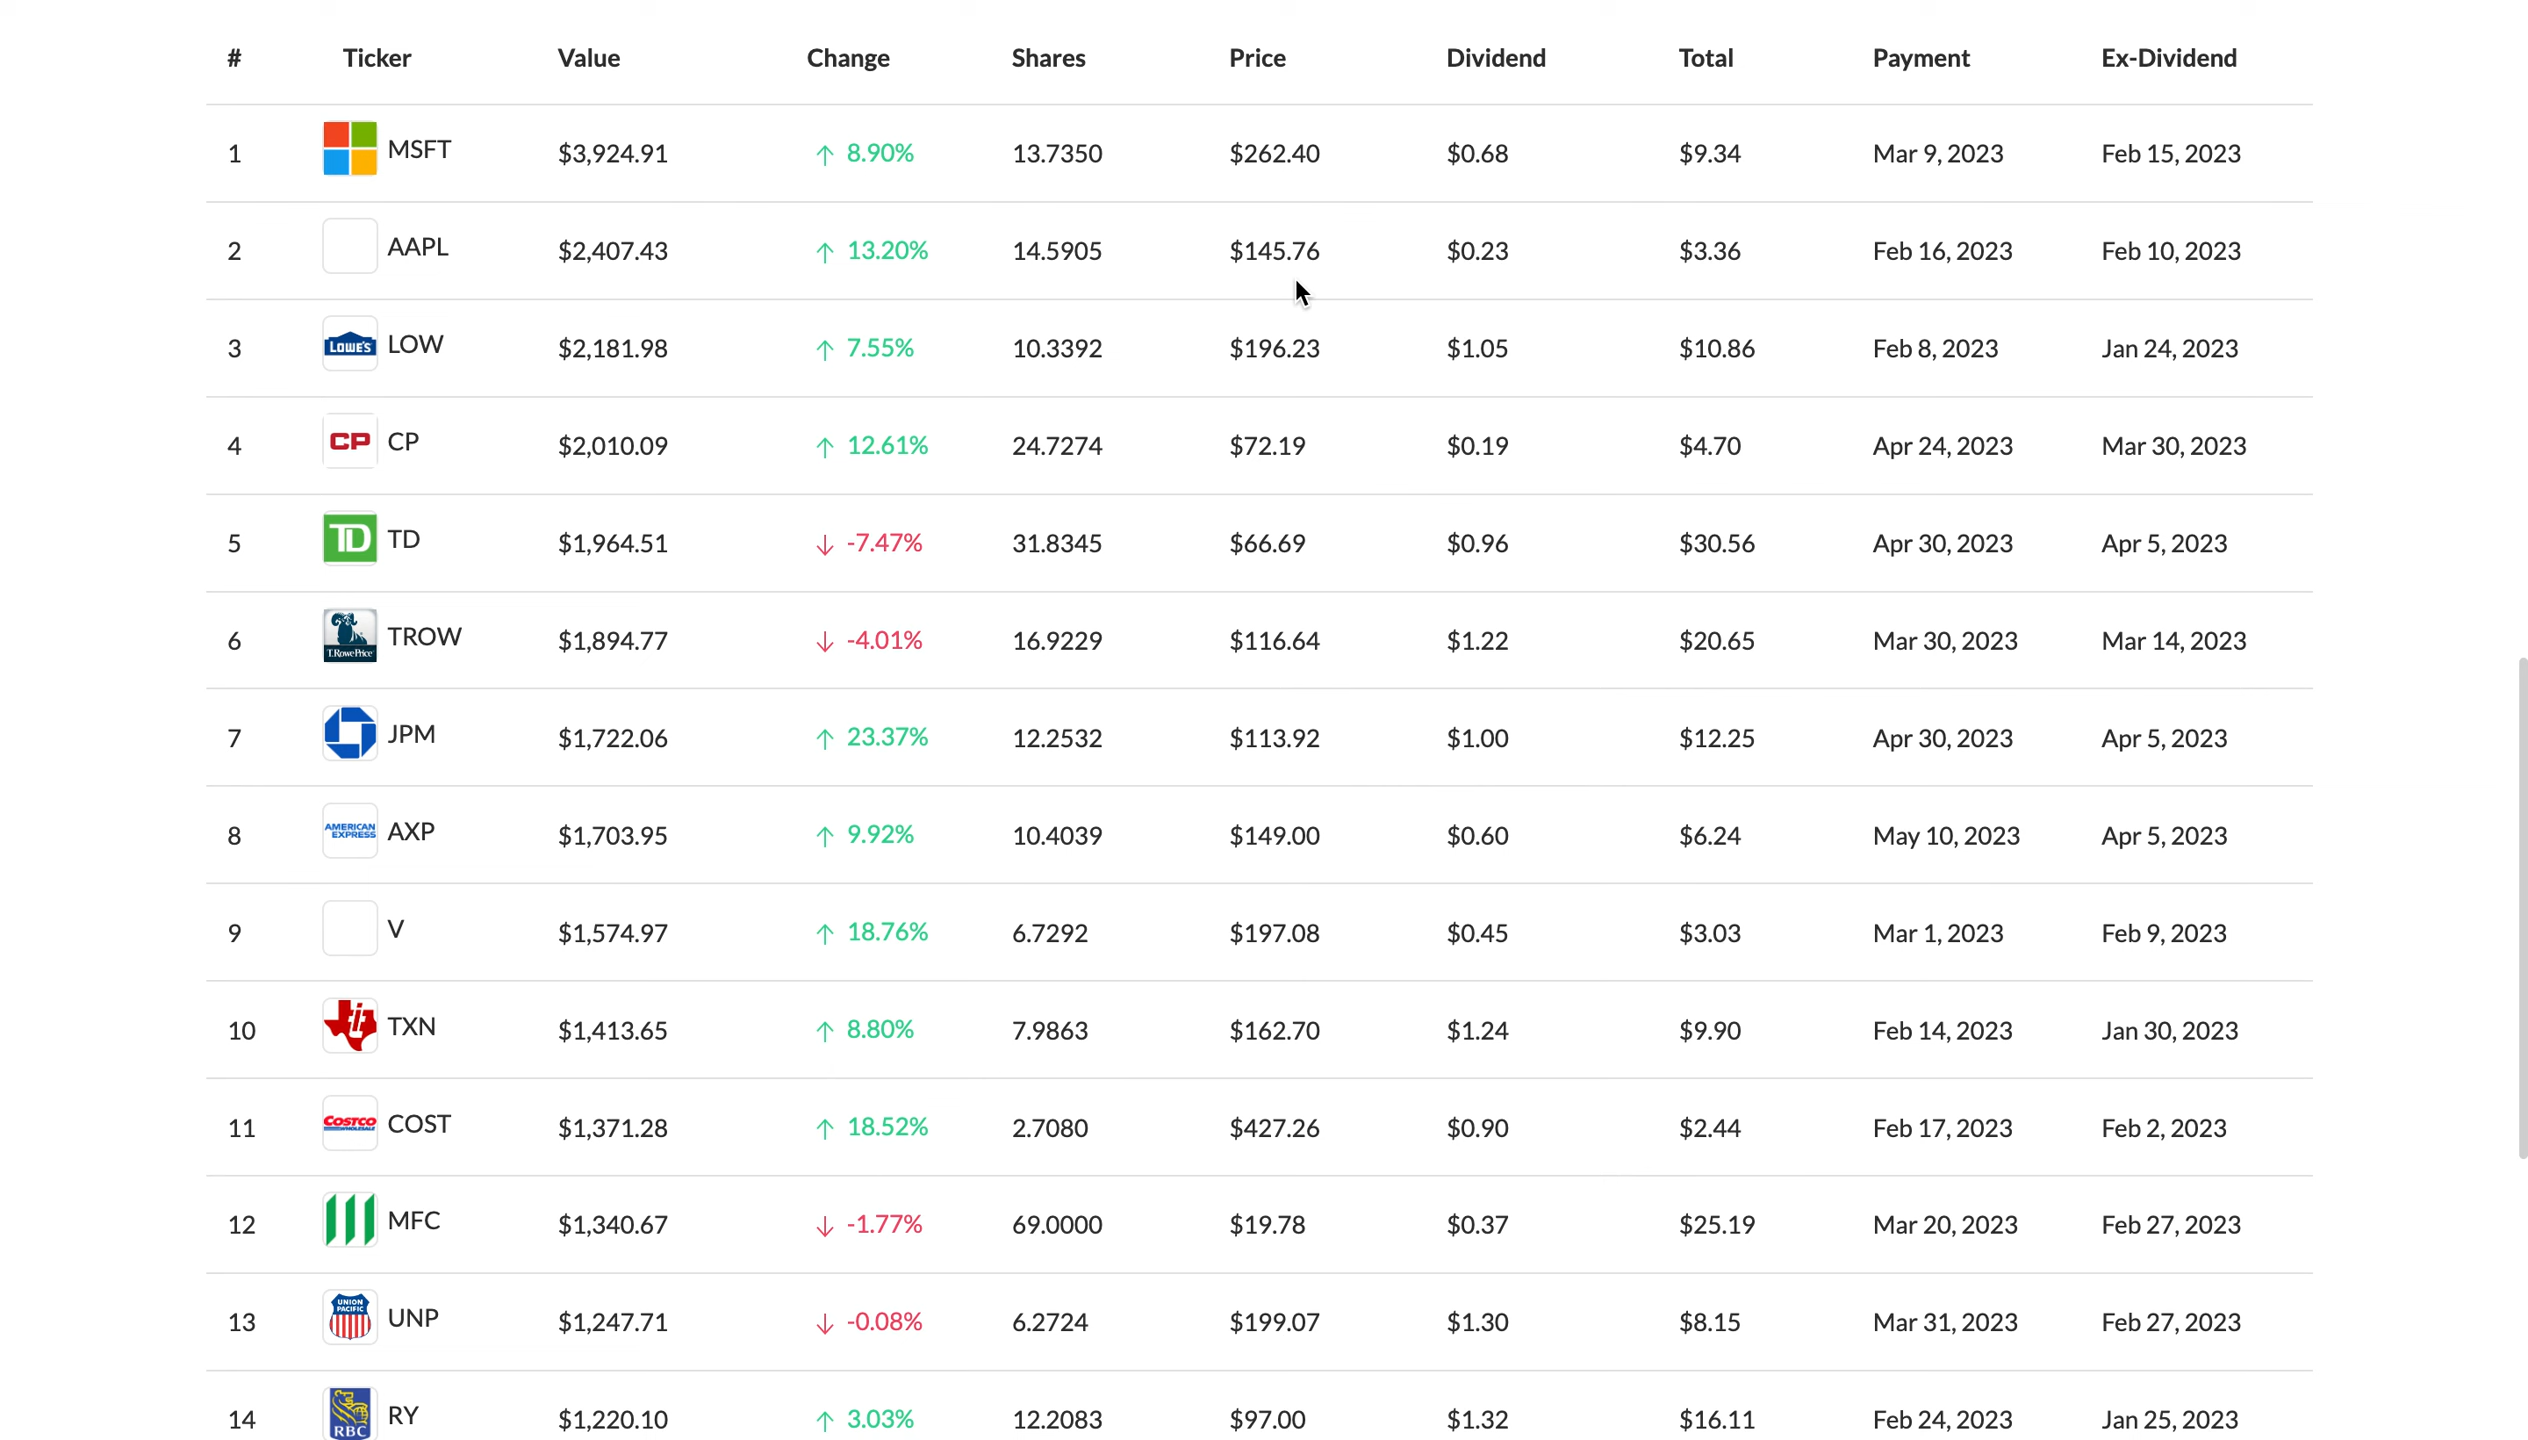 # Ticker Value Change Shares Price Dividend Total Payment Ex-Dividend
1 MSFT $3,924.91 ↑ 8.90% 13.7350 $262.40 $0.68 $9.34 Mar 9, 2023 Feb 15, 2023
2 AAPL $2,407.43 ↑ 13.20% 14.5905 $145.76 $0.23 $3.36 Feb 16, 2023 Feb 10, 2023
3 LOWE'S LOW $2,181.98 ↑ 7.55% 10.3392 $196.23 $1.05 $10.86 Feb 8, 2023 Jan 24, 2023
4 CP CP $2,010.09 ↑ 12.61% 24.7274 $72.19 $0.19 $4.70 Apr 24, 2023 Mar 30, 2023
5 TD TD $1,964.51 ↓ -7.47% 31.8345 $66.69 $0.96 $30.56 Apr 30, 2023 Apr 5, 2023
6 T.RowePrice TROW $1,894.77 ↓ -4.01% 16.9229 $116.64 $1.22 $20.65 Mar 30, 2023 Mar 14, 2023
7 JPM $1,722.06 ↑ 23.37% 12.2532 $113.92 $1.00 $12.25 Apr 30, 2023 Apr 5, 2023
8 AMERICAN EXPRESS AXP $1,703.95 ↑ 9.92% 10.4039 $149.00 $0.60 $6.24 May 10, 2023 Apr 5, 2023
9 V $1,574.97 ↑ 18.76% 6.7292 $197.08 $0.45 $3.03 Mar 1, 2023 Feb 9, 2023
10 TXN $1,413.65 ↑ 8.80% 7.9863 $162.70 $1.24 $9.90 Feb 14, 2023 Jan 30, 2023
11 COSTCO WHOLESALE COST $1,371.28 ↑ 18.52% 2.7080 $427.26 $0.90 $2.44 Feb 17, 2023 Feb 2, 2023
12 MFC $1,340.67 ↓ -1.77% 69.0000 $19.78 $0.37 $25.19 Mar 20, 2023 Feb 27, 2023
13 UNION PACIFIC UNP $1,247.71 ↓ -0.08% 6.2724 $199.07 $1.30 $8.15 Mar 31, 2023 Feb 27, 2023
14 RBC RY $1,220.10 ↑ 3.03% 12.2083 $97.00 $1.32 $16.11 Feb 24, 2023 Jan 25, 2023